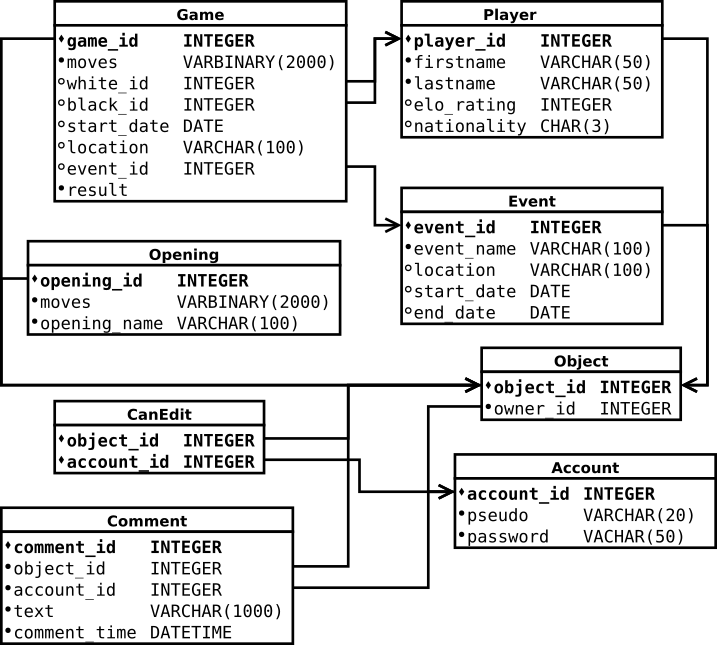 Game
game_id INTEGER
moves VARBINARY(2000)
white_id INTEGER
black_id INTEGER
start_date DATE
location VARCHAR(100)
event_id INTEGER
result
Player
player_id INTEGER
firstname VARCHAR(50)
lastname VARCHAR(50)
elo_rating INTEGER
nationality CHAR(3)
Event
event_id INTEGER
event_name VARCHAR(100)
location VARCHAR(100)
start_date DATE
end_date DATE
Opening
opening_id INTEGER
moves VARBINARY(2000)
opening_name VARCHAR(100)
Object
object_id INTEGER
owner_id INTEGER
CanEdit
object_id INTEGER
account_id INTEGER
Account
account_id INTEGER
pseudo VARCHAR(20)
password VACHAR(50)
Comment
comment_id INTEGER
object_id INTEGER
account_id INTEGER
text VARCHAR(1000)
comment_time DATETIME